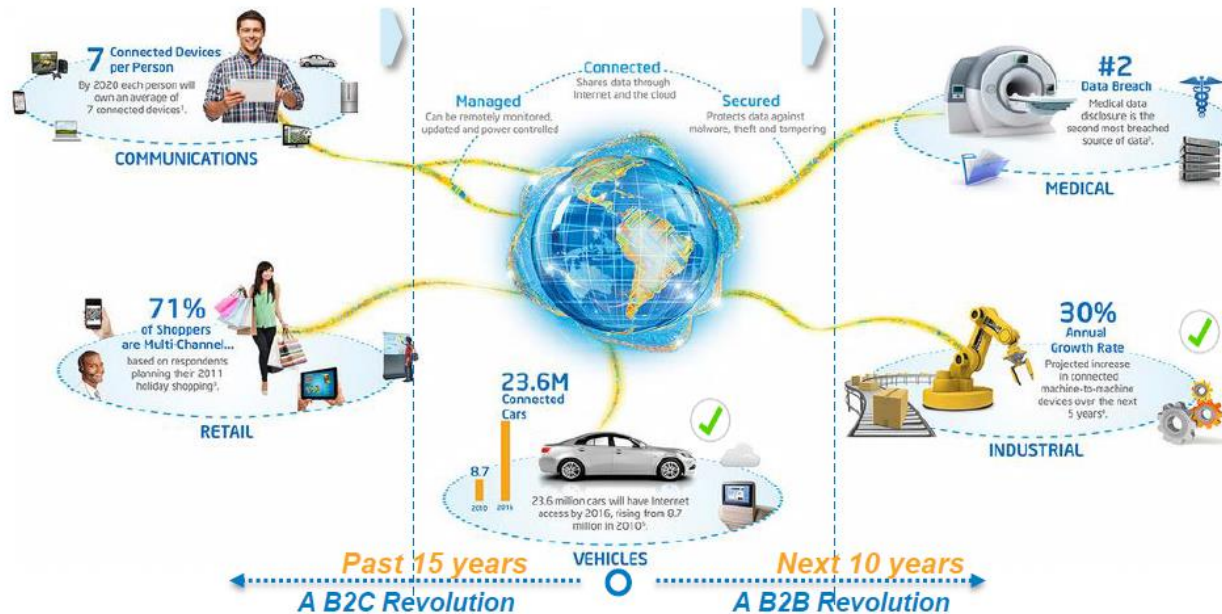 7 Connected Devices
per Person
By 2020 each person will
own an average of
7 connected devices¹.
COMMUNICATIONS
Connected
Shares data through
Internet and the cloud
Managed
Can be remotely monitored,
updated and power controlled
Secured
Protects data against
malware, theft and tampering
#2
Data Breach
Medical data
disclosure is the
second most breached
source of data².
MEDICAL
71%
of Shoppers
are Multi-Channel...
based on respondents
planning their 2011
holiday shopping³.
RETAIL
23.6M
Connected
Cars
8.7
2010
2016
23.6 million cars will have Internet
access by 2016, rising from 8.7
million in 2010⁵.
VEHICLES
30%
Annual
Growth Rate
Projected increase
in connected
machine-to-machine
devices over the next
5 years⁴.
INDUSTRIAL
Past 15 years
Next 10 years
A B2C Revolution
A B2B Revolution